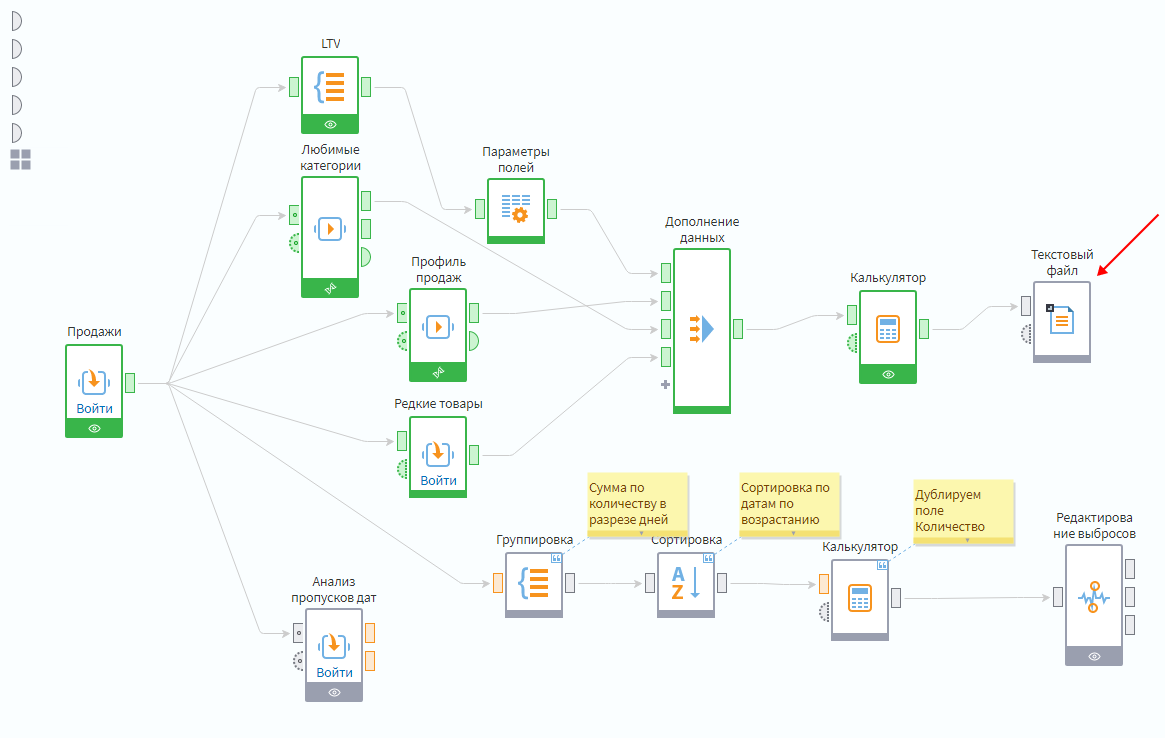 LTV
Любимые
категории
Параметры
полей
Дополнение
данных
Текстовый
файл
Профиль
продаж
Калькулятор
Продажи
Войти
Редкие товары
Войти
Сумма по
количеству в
разрезе дней
Сортировка по
датам по
возрастанию
Дублируем
поле
Количество
Группировка
Сортировка
A
Z
Калькулятор
Редактирова
ние выбросов
Анализ
пропусков дат
Войти